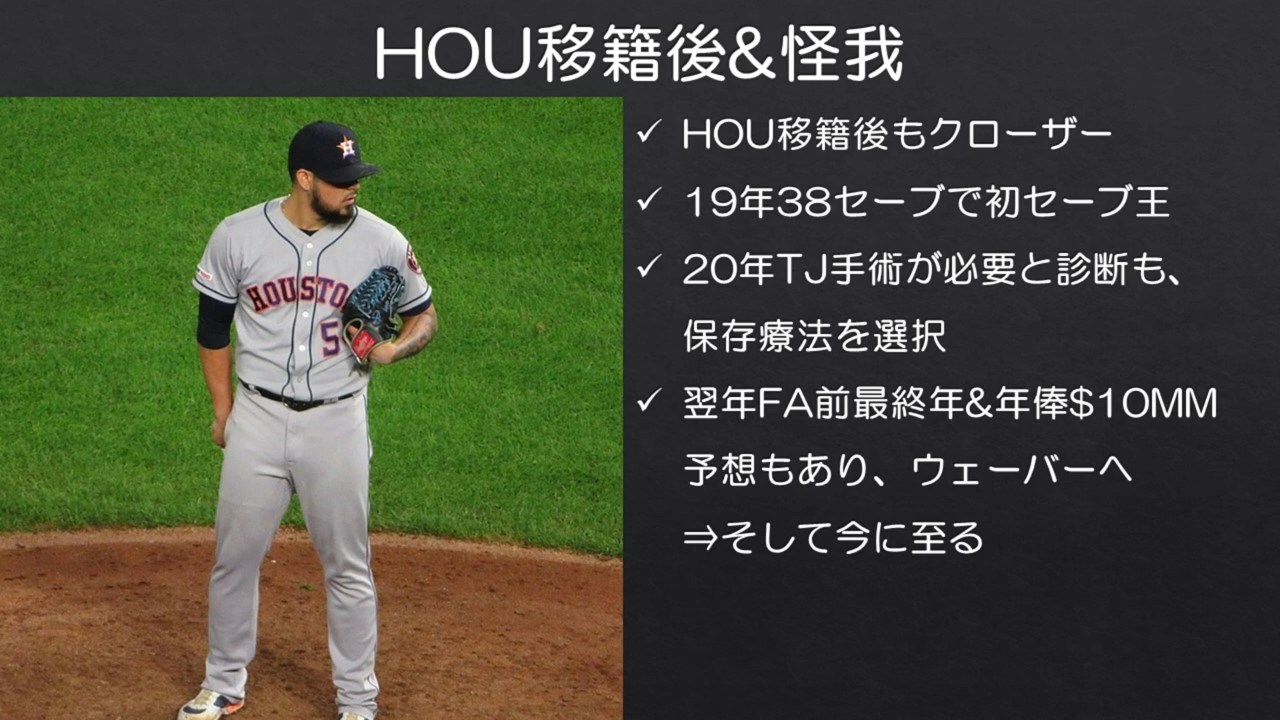 HOU移籍後&怪我
✓ HOU移籍後もクローザー
✓ 19年38セーブで初セーブ王
✓ 20年TJ手術が必要と診断も、
保存療法を選択
✓ 翌年FA前最終年&年俸$10MM
予想もあり、ウェーバーへ
⇒そして今に至る
H
HOUSTO
5